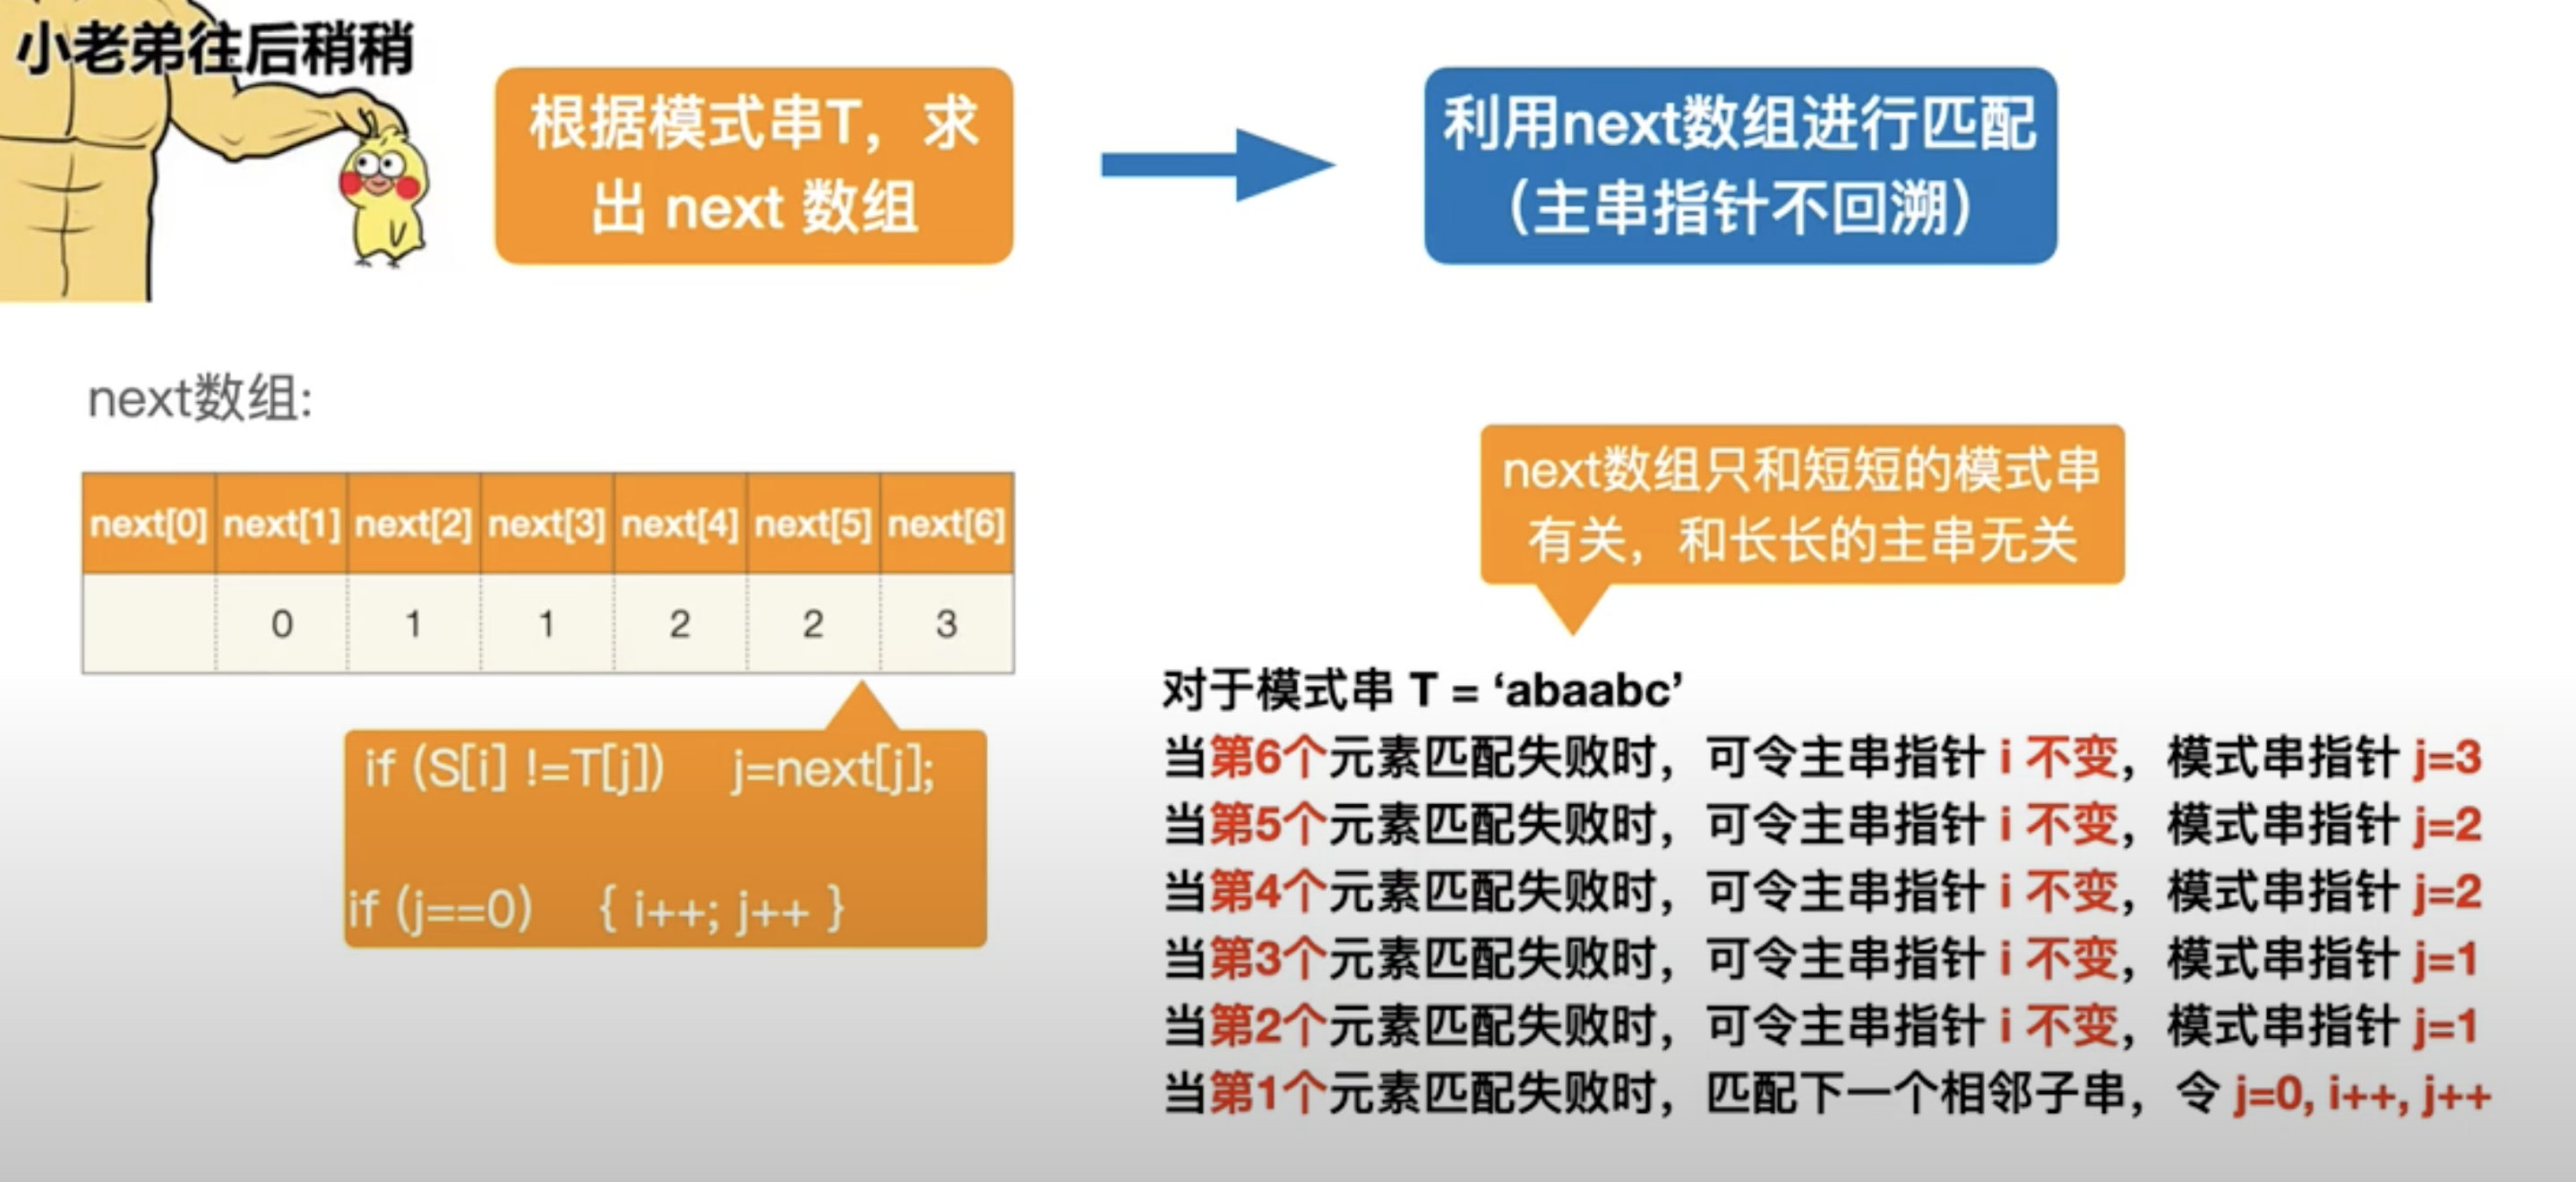 小老弟往后稍稍
根据模式串T，求
出 next 数组
利用next数组进行匹配
（主串指针不回溯）
next数组:
next[0] next[1] next[2] next[3] next[4] next[5] next[6]
0 1 1 2 2 3
if (S[i] !=T[j]) j=next[j];
if (j==0) { i++; j++ }
next数组只和短短的模式串
有关，和长长的主串无关
对于模式串 T = ‘abaabc’
当第6个元素匹配失败时，可令主串指针 i 不变，模式串指针 j=3
当第5个元素匹配失败时，可令主串指针 i 不变，模式串指针 j=2
当第4个元素匹配失败时，可令主串指针 i 不变，模式串指针 j=2
当第3个元素匹配失败时，可令主串指针 i 不变，模式串指针 j=1
当第2个元素匹配失败时，可令主串指针 i 不变，模式串指针 j=1
当第1个元素匹配失败时，匹配下一个相邻子串，令 j=0, i++, j++